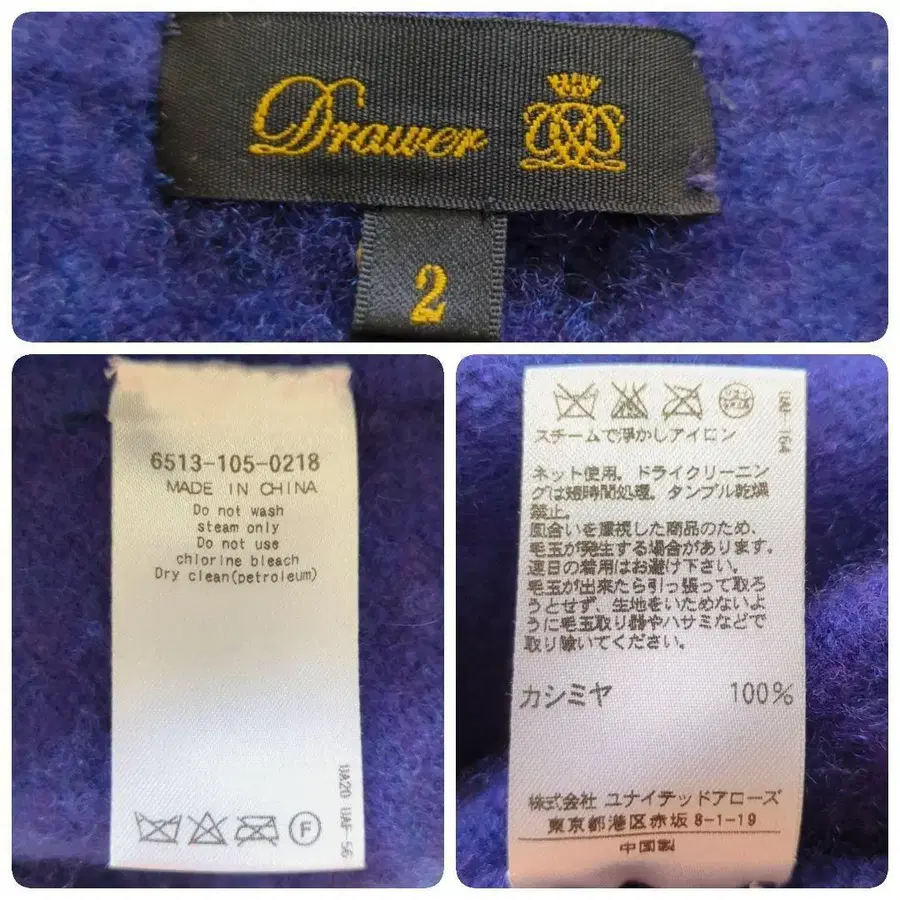 Drawer
2
6513-105-0218
MADE IN CHINA
Do not wash
steam only
Do not use
chlorine bleach
Dry clean(petroleum)
UA20 UAF-56
F
UAF-164
スチームで浮かしアイロン
ネット使用。ドライクリーニン
グは短時間処理。タンブル乾燥
禁止。
風合いを重視した商品のため、
毛玉が発生する場合があります。
連日の着用はお避け下さい。
毛玉が出来たら引っ張って取ろ
うとせず、生地をいためないよ
うに毛玉取り器やハサミなどで
取り除いてください。
カシミヤ 100%
株式会社 ユナイテッドアローズ
東京都港区赤坂 8-1-19
中国製